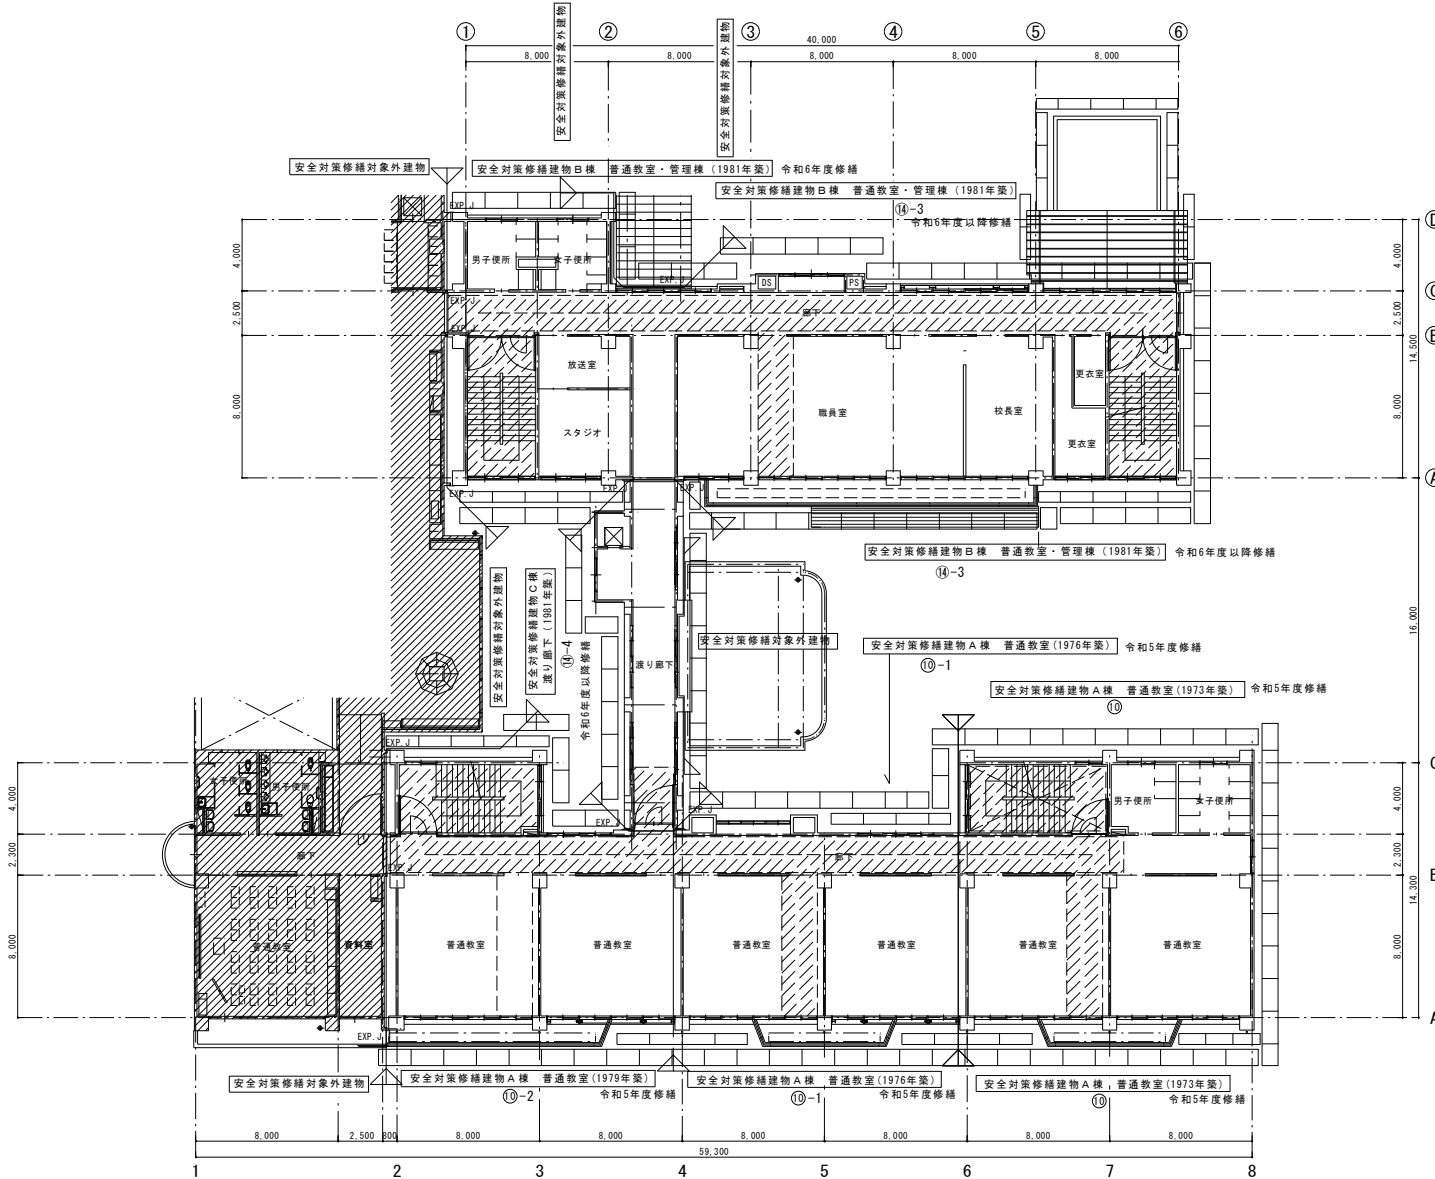 ① ② ③ ④ ⑤ ⑥
40,000
8,000 8,000 8,000 8,000 8,000
安全対策修繕対象外建物
安全対策修繕対象外建物
安全対策修繕対象外建物
安全対策修繕建物B棟 普通教室・管理棟（1981年築） 令和6年度修繕
安全対策修繕建物B棟 普通教室・管理棟（1981年築）
⑭-3
令和6年度以降修繕
EXP.J
男子便所 女子便所
EXP.J
DS PS
EXP.J
廊下
EXP.J
放送室
スタジオ
職員室
校長室
更衣室
更衣室
EXP.J
EXP.J
EXP.J
4,000
2,500
8,000
D
C
B
A
4,000
2,500
8,000
14,500
16,000
安全対策修繕建物B棟 普通教室・管理棟（1981年築） 令和6年度以降修繕
⑭-3
安全対策修繕対象外建物
安全対策修繕建物C棟
渡り廊下（1981年築）
⑭-4
令和6年度以降修繕
渡り廊下
安全対策修繕対象外建物
安全対策修繕建物A棟 普通教室(1976年築) 令和5年度修繕
⑩-1
安全対策修繕建物A棟 普通教室(1973年築) 令和5年度修繕
⑩
EXP.J
EXP.J
EXP.J
女子便所 男子便所
男子便所 女子便所
廊下
EXP.J
廊下
普通教室 資料室 普通教室 普通教室 普通教室 普通教室 普通教室 普通教室
EXP.J
4,000
2,300
8,000
C
B
A
4,000
2,300
8,000
14,300
安全対策修繕対象外建物
安全対策修繕建物A棟 普通教室(1979年築)
⑩-2
令和5年度修繕
安全対策修繕建物A棟 普通教室(1976年築)
⑩-1
令和5年度修繕
安全対策修繕建物A棟 普通教室(1973年築)
⑩
令和5年度修繕
8,000 2,500 800 8,000 8,000 8,000 8,000 8,000 8,000
59,300
1 2 3 4 5 6 7 8